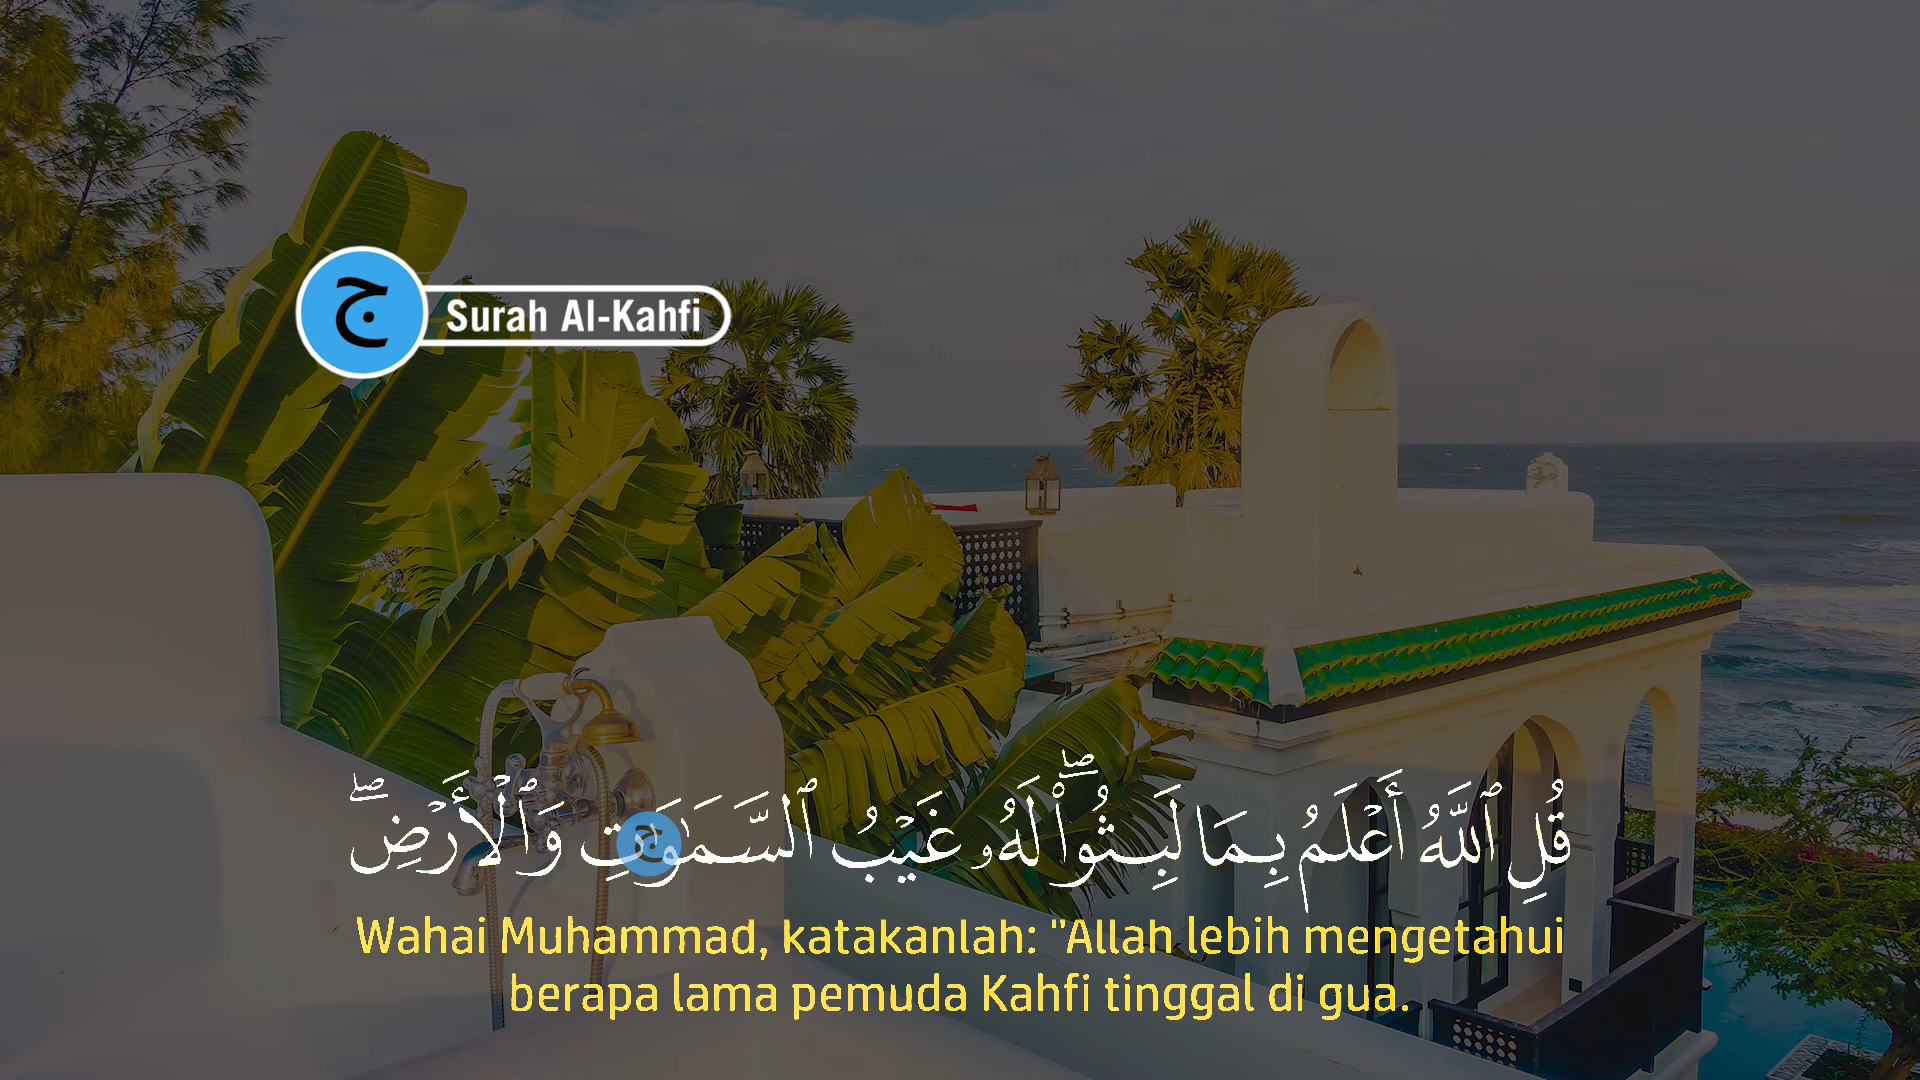 ج
Surah Al-Kahfi
قُلِ ٱللَّهُ أَعْلَمُ بِمَا لَبِثُوا۟ ۖ لَهُۥ غَيْبُ ٱلسَّمَـٰوَٰتِ وَٱلْأَرْضِ ۖ
ج
Wahai Muhammad, katakanlah: "Allah lebih mengetahui
berapa lama pemuda Kahfi tinggal di gua.